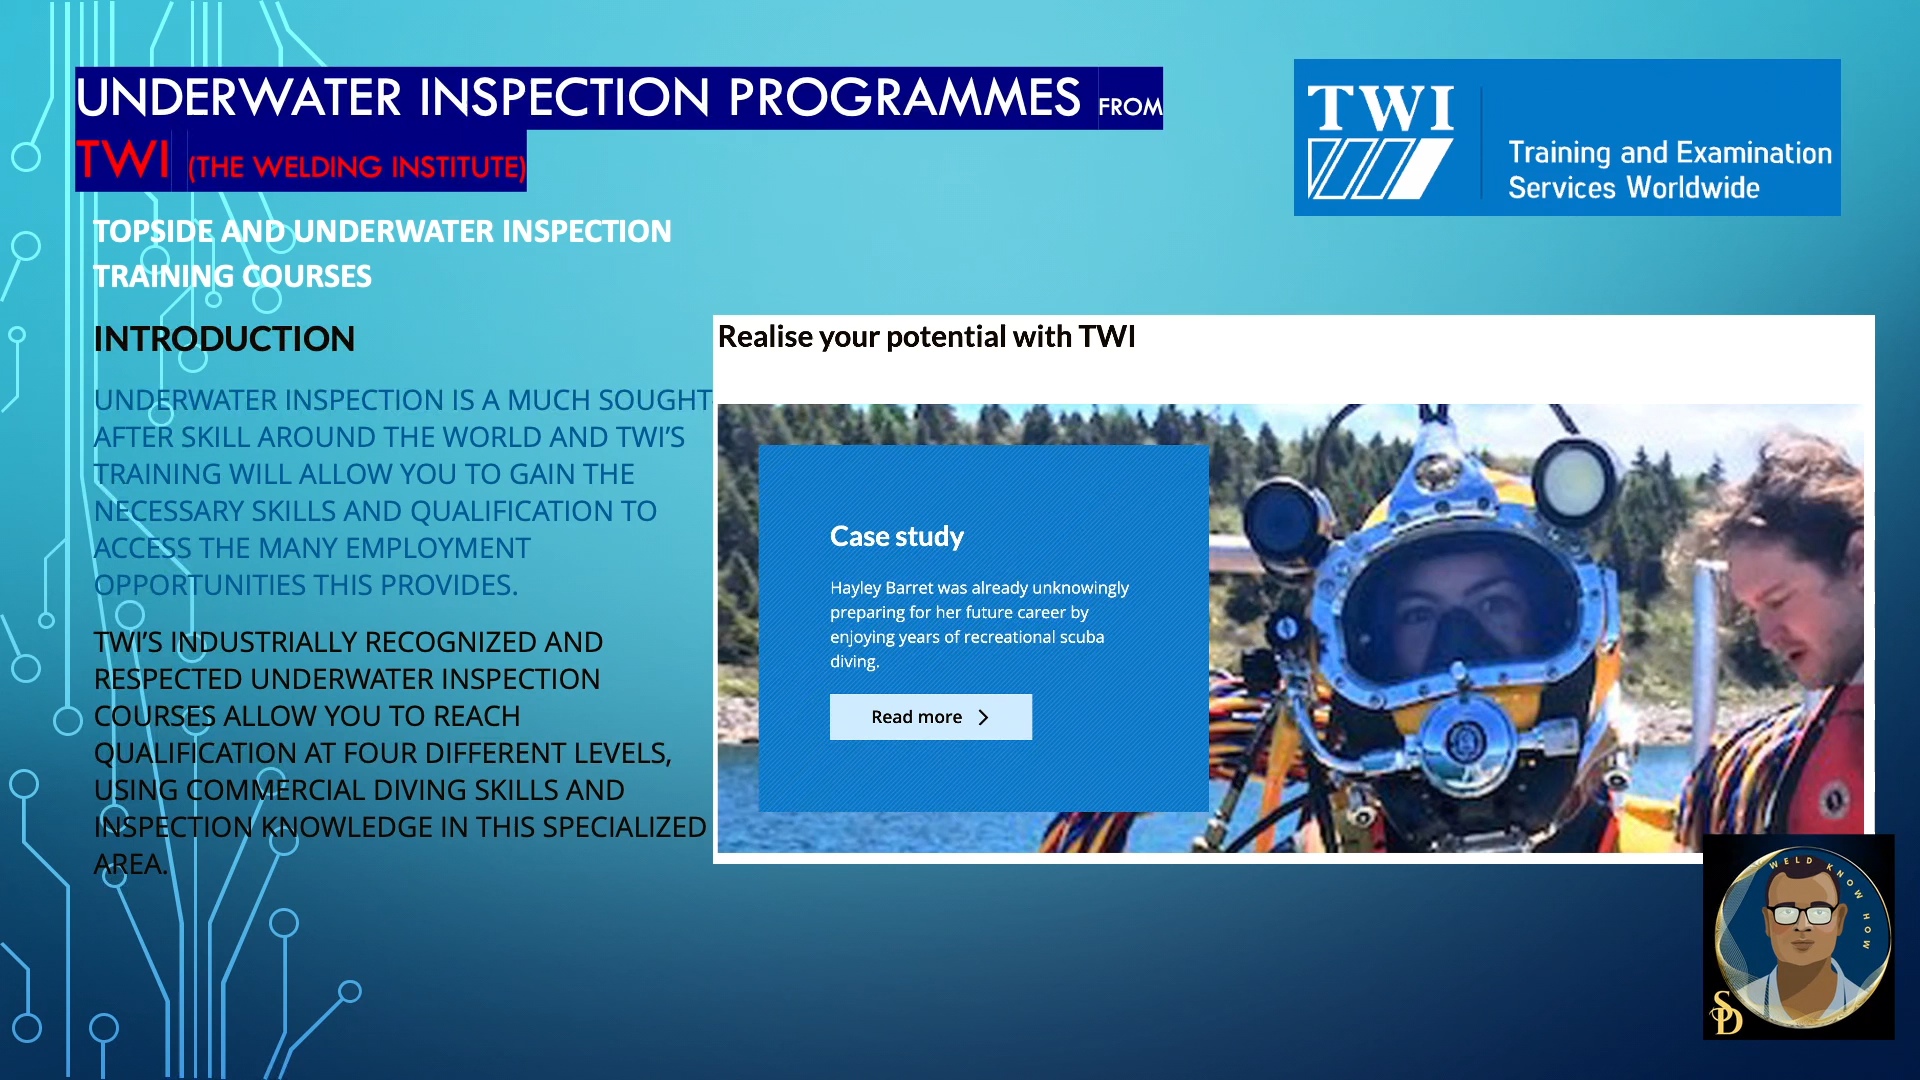 UNDERWATER INSPECTION PROGRAMMES FROM
TWI (THE WELDING INSTITUTE)
TWI
Training and Examination
Services Worldwide
TOPSIDE AND UNDERWATER INSPECTION
TRAINING COURSES
INTRODUCTION
UNDERWATER INSPECTION IS A MUCH SOUGHT
AFTER SKILL AROUND THE WORLD AND TWI’S
TRAINING WILL ALLOW YOU TO GAIN THE
NECESSARY SKILLS AND QUALIFICATION TO
ACCESS THE MANY EMPLOYMENT
OPPORTUNITIES THIS PROVIDES.
TWI’S INDUSTRIALLY RECOGNIZED AND
RESPECTED UNDERWATER INSPECTION
COURSES ALLOW YOU TO REACH
QUALIFICATION AT FOUR DIFFERENT LEVELS,
USING COMMERCIAL DIVING SKILLS AND
INSPECTION KNOWLEDGE IN THIS SPECIALIZED
AREA.
Realise your potential with TWI
Case study
Hayley Barret was already unknowingly
preparing for her future career by
enjoying years of recreational scuba
diving.
Read more
WELD KNOW HOW
SD